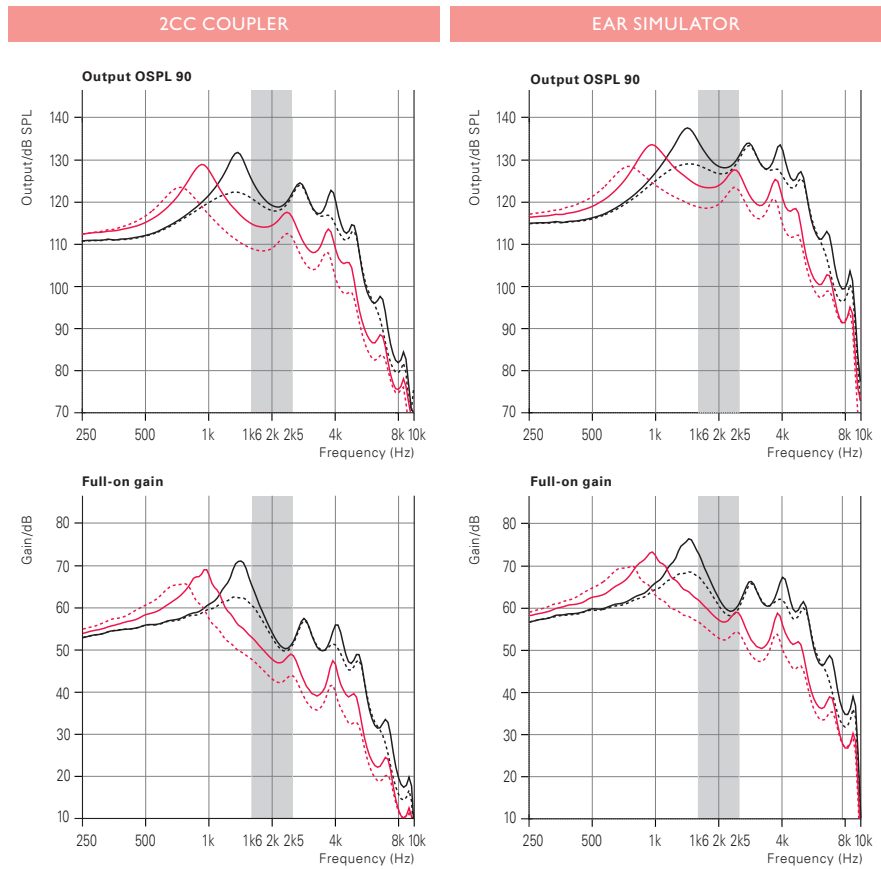 2CC COUPLER
EAR SIMULATOR
Output OSPL 90
Output/dB SPL
140
130
120
110
100
90
80
70
250 500 1k 1k6 2k 2k5 4k 8k 10k
Frequency (Hz)
Output OSPL 90
Output/dB SPL
140
130
120
110
100
90
80
70
250 500 1k 1k6 2k 2k5 4k 8k 10k
Frequency (Hz)
Full-on gain
Gain/dB
80
70
60
50
40
30
20
10
250 500 1k 1k6 2k 2k5 4k 8k 10k
Frequency (Hz)
Full-on gain
Gain/dB
80
70
60
50
40
30
20
10
250 500 1k 1k6 2k 2k5 4k 8k 10k
Frequency (Hz)